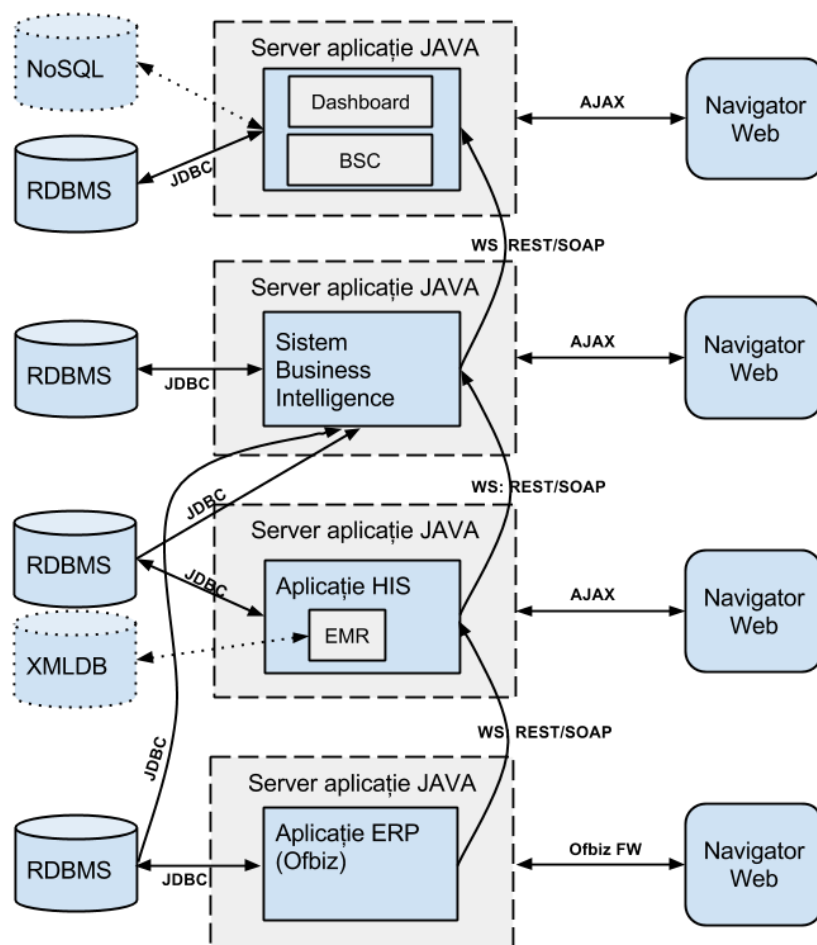 Server aplicație JAVA
NoSQL
Dashboard
AJAX
Navigator
Web
BSC
JDBC
RDBMS
WS: REST/SOAP
Server aplicație JAVA
Sistem
Business
Intelligence
RDBMS
JDBC
AJAX
Navigator
Web
WS: REST/SOAP
JDBC
Server aplicație JAVA
RDBMS
JDBC
Aplicație HIS
EMR
AJAX
Navigator
Web
XMLDB
JDBC
WS: REST/SOAP
Server aplicație JAVA
Aplicație ERP
(Ofbiz)
RDBMS
JDBC
Ofbiz FW
Navigator
Web